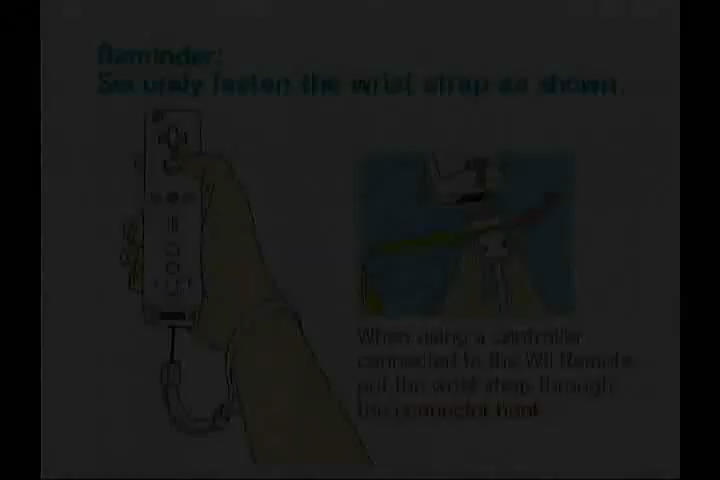 Reminder:
Securely fasten the wrist strap as shown.
When using a controller
connected to the Wii Remote,
put the wrist strap through
the connector hook.